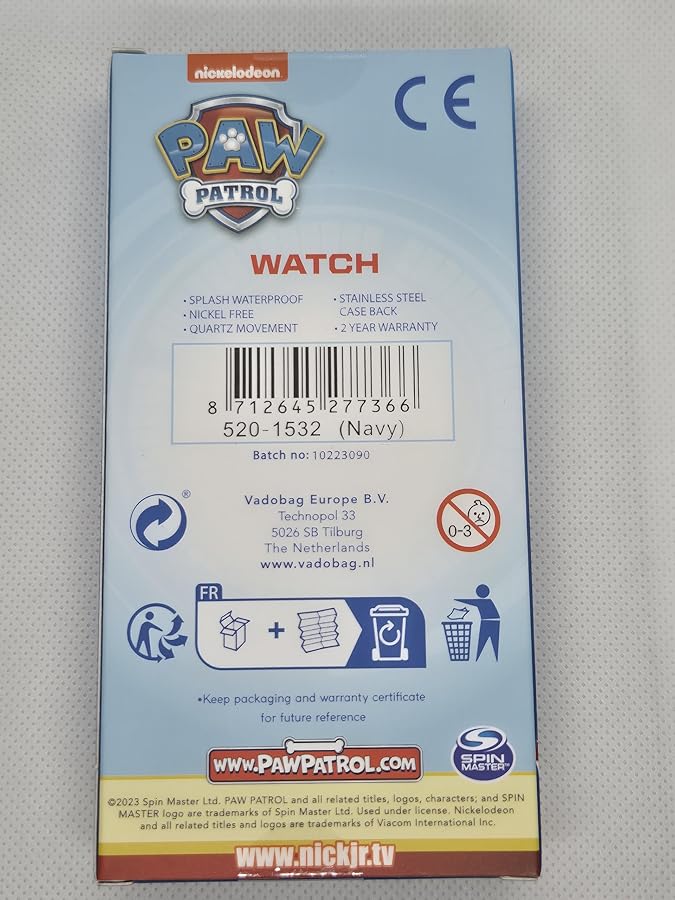 nickelodeon
CE
PAW
PATROL
WATCH
• SPLASH WATERPROOF
• NICKEL FREE
• QUARTZ MOVEMENT
• STAINLESS STEEL
CASE BACK
• 2 YEAR WARRANTY
8 712645 277366
520-1532 (Navy)
Batch no: 10223090
®
Vadobag Europe B.V.
Technopol 33
5026 SB Tilburg
The Netherlands
www.vadobag.nl
0-3
FR
*Keep packaging and warranty certificate
for future reference
www.PAWPATROL.COM
SPIN
MASTER™
©2023 Spin Master Ltd. PAW PATROL and all related titles, logos, characters; and SPIN
MASTER logo are trademarks of Spin Master Ltd. Used under license. Nickelodeon
and all related titles and logos are trademarks of Viacom International Inc.
www.nickjr.tv